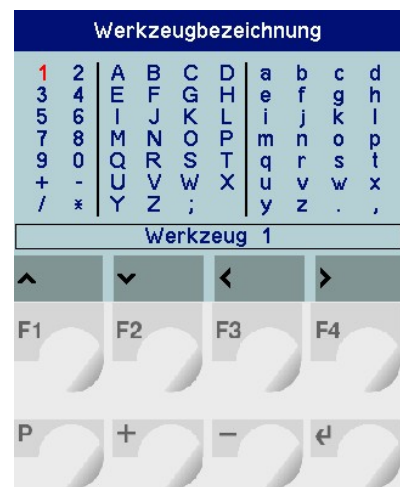 Werkzeugbezeichnung
1 2 A B C D a b c d
3 4 E F G H e f g h
5 6 I J K L i j k l
7 8 M N O P m n o p
9 0 Q R S T q r s t
+ - U V W X u v w x
/ * Y Z ; y z . ,
Werkzeug 1
F1 F2 F3 F4
P + -